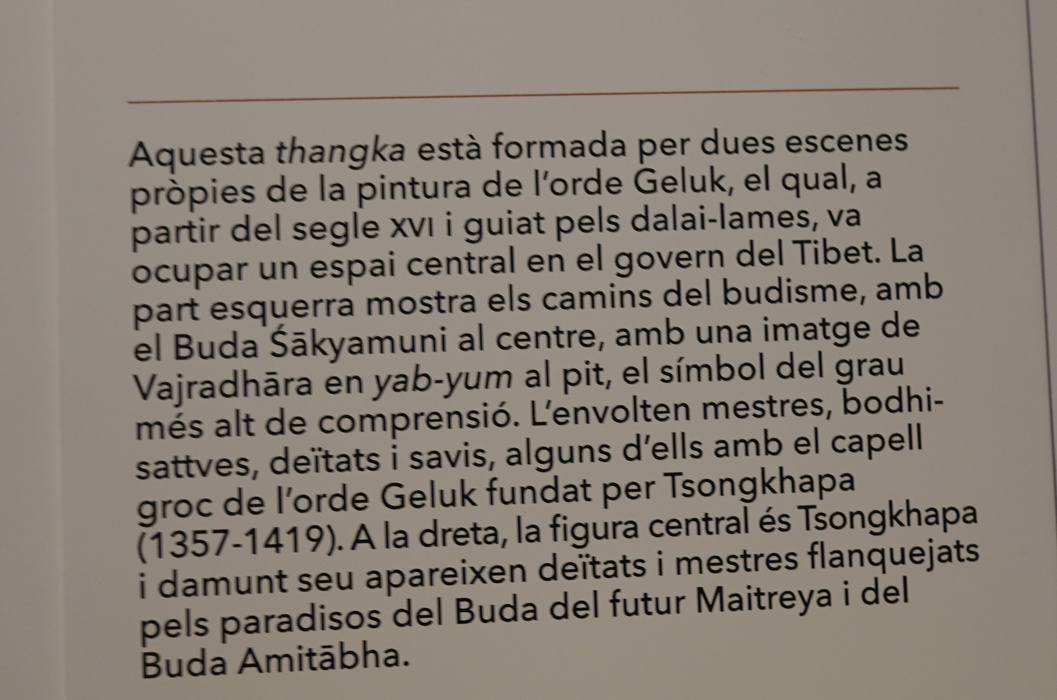 Aquesta thangka està formada per dues escenes
pròpies de la pintura de l'orde Geluk, el qual, a
partir del segle XVI i guiat pels dalai-lames, va
ocupar un espai central en el govern del Tibet. La
part esquerra mostra els camins del budisme, amb
el Buda Śākyamuni al centre, amb una imatge de
Vajradhāra en yab-yum al pit, el símbol del grau
més alt de comprensió. L'envolten mestres, bodhi-
sattves, deïtats i savis, alguns d'ells amb el capell
groc de l'orde Geluk fundat per Tsongkhapa
(1357-1419). A la dreta, la figura central és Tsongkhapa
i damunt seu apareixen deïtats i mestres flanquejats
pels paradisos del Buda del futur Maitreya i del
Buda Amitābha.